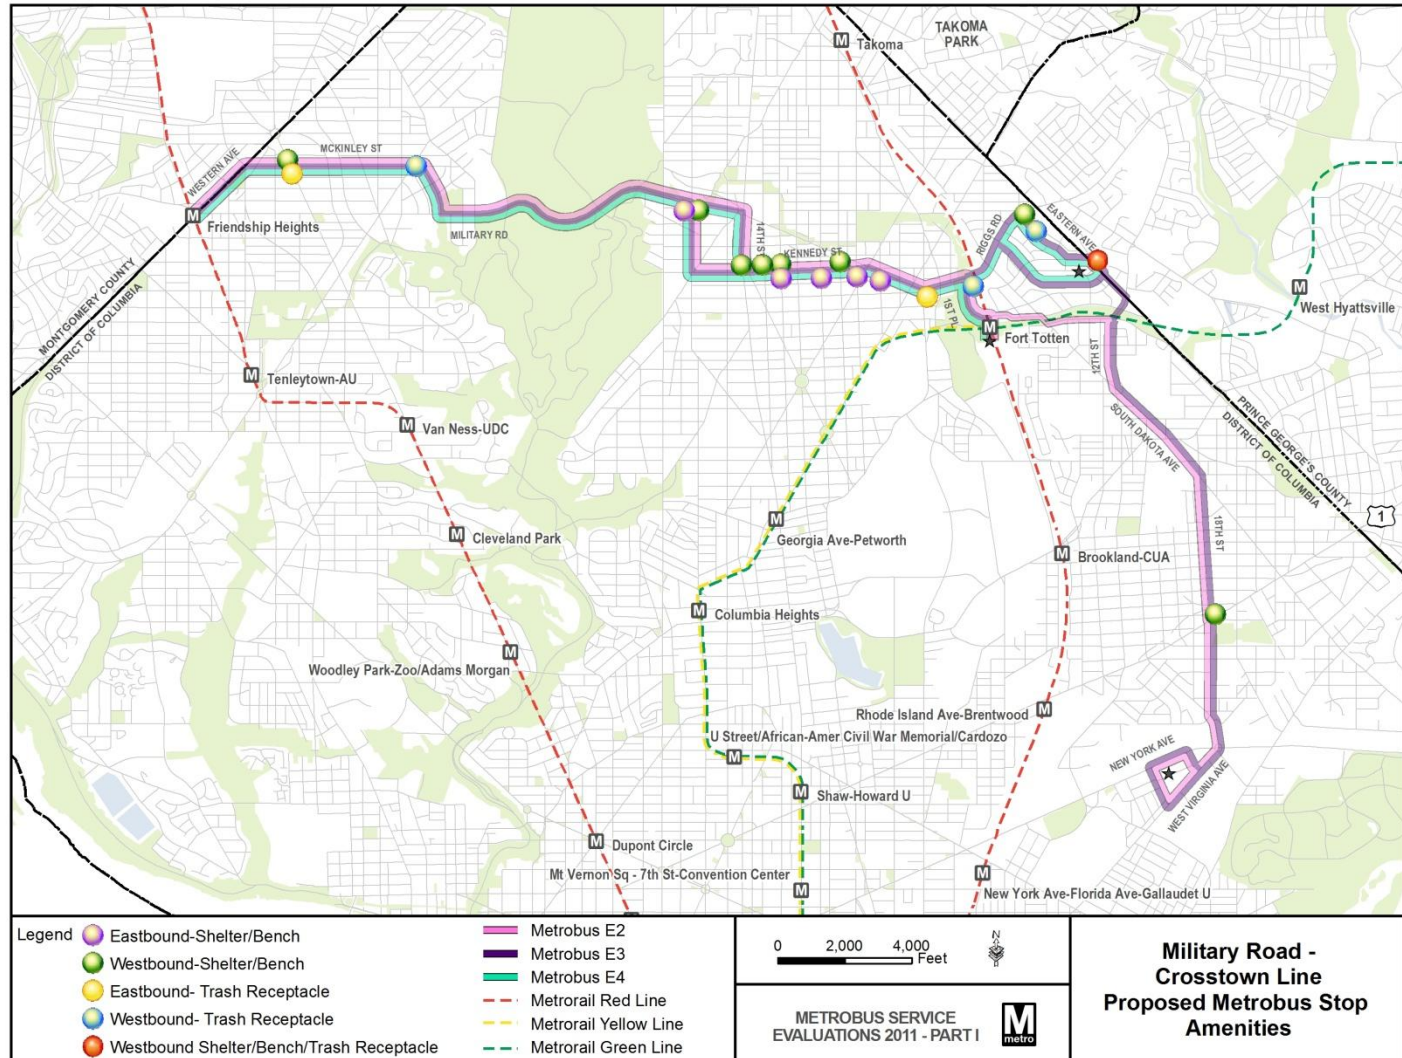 TAKOMA
PARK
M Takoma
MCKINLEY ST
WESTERN AVE
M
Friendship Heights
MILITARY RD
14TH ST
KENNEDY ST
RIGGS RD
EASTERN AVE
1ST PL
M
Fort Totten
M
West Hyattsville
12TH ST
MONTGOMERY COUNTY
DISTRICT OF COLUMBIA
M Tenleytown-AU
M Van Ness-UDC
SOUTH DAKOTA AVE
PRINCE GEORGE'S COUNTY
DISTRICT OF COLUMBIA
1
18TH ST
M
Georgia Ave-Petworth
M Cleveland Park
M Brookland-CUA
M Columbia Heights
Woodley Park-Zoo/Adams Morgan M
Rhode Island Ave-Brentwood M
U Street/African-Amer Civil War Memorial/Cardozo
M
NEW YORK AVE
WEST VIRGINIA AVE
M Shaw-Howard U
M Dupont Circle
Mt Vernon Sq - 7th St-Convention Center
M
M
New York Ave-Florida Ave-Gallaudet U
Legend
Eastbound-Shelter/Bench
Westbound-Shelter/Bench
Eastbound- Trash Receptacle
Westbound- Trash Receptacle
Westbound Shelter/Bench/Trash Receptacle
Metrobus E2
Metrobus E3
Metrobus E4
Metrorail Red Line
Metrorail Yellow Line
Metrorail Green Line
0 2,000 4,000
Feet
N
METROBUS SERVICE
EVALUATIONS 2011 - PART I
M
metro
Military Road -
Crosstown Line
Proposed Metrobus Stop
Amenities